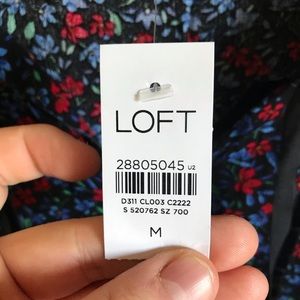 LOFT
28805045 U2
D311 CL003 C2222
S 520762 SZ 700
M